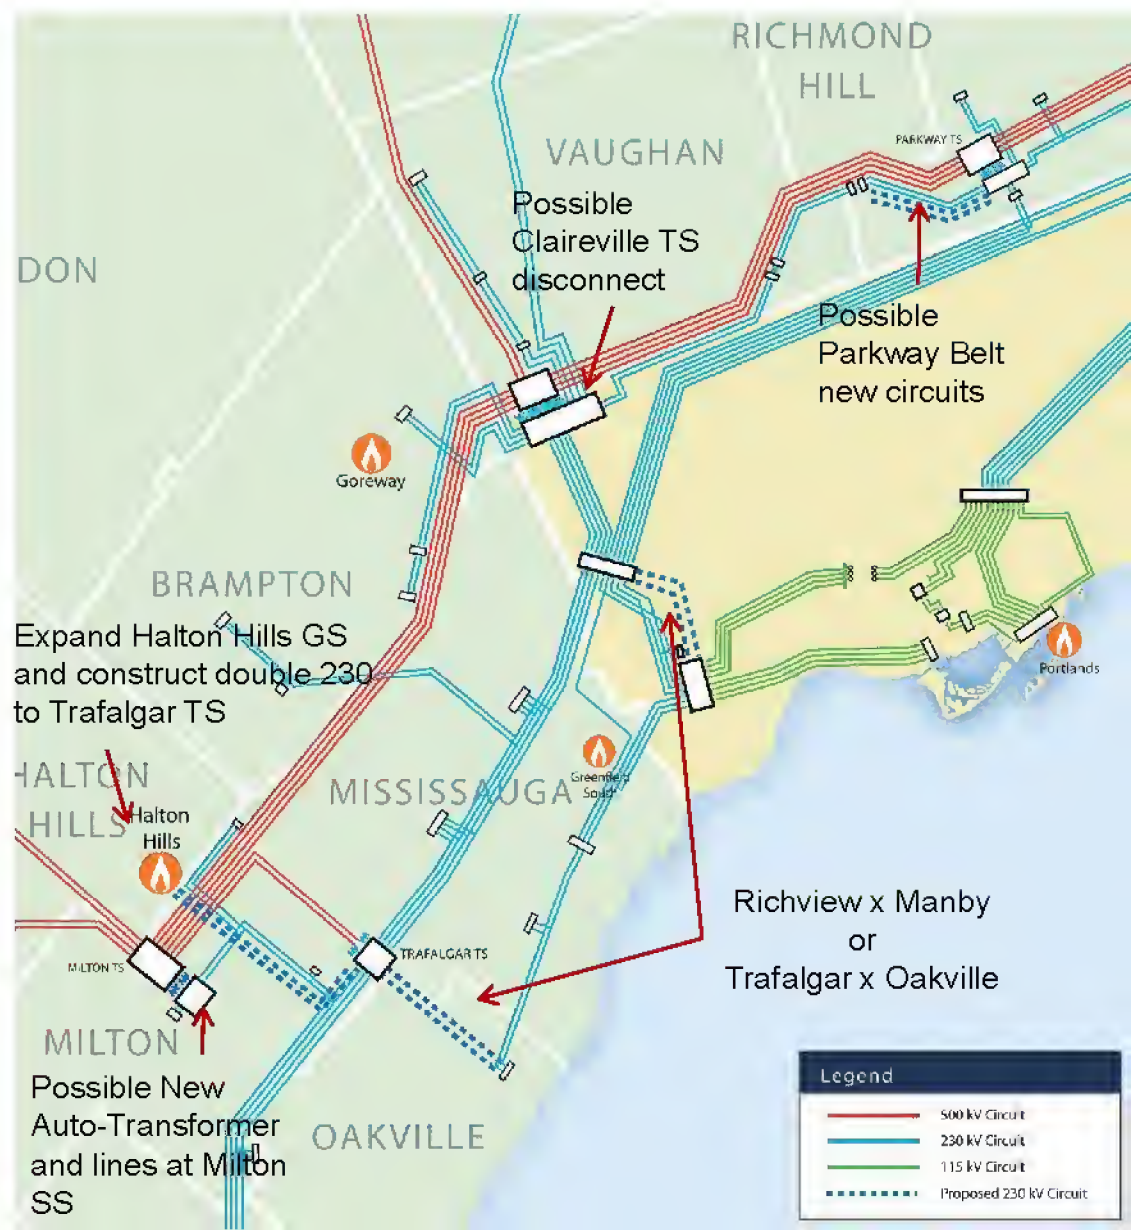 RICHMOND
HILL
VAUGHAN
PARKWAY TS
Possible
Claireville TS
disconnect
DON
Possible
Parkway Belt
new circuits
Goreway
BRAMPTON
Expand Halton Hills GS
and construct double 230
to Trafalgar TS
Portlands
HALTON
HILLS
MISSISSAUGA
Greenfield
South
Halton
Hills
Richview x Manby
or
Trafalgar x Oakville
MILTON TS
TRAFALGAR TS
MILTON
Possible New
Auto-Transformer
and lines at Milton
SS
OAKVILLE
Legend
500 kV Circuit
230 kV Circuit
115 kV Circuit
Proposed 230 kV Circuit